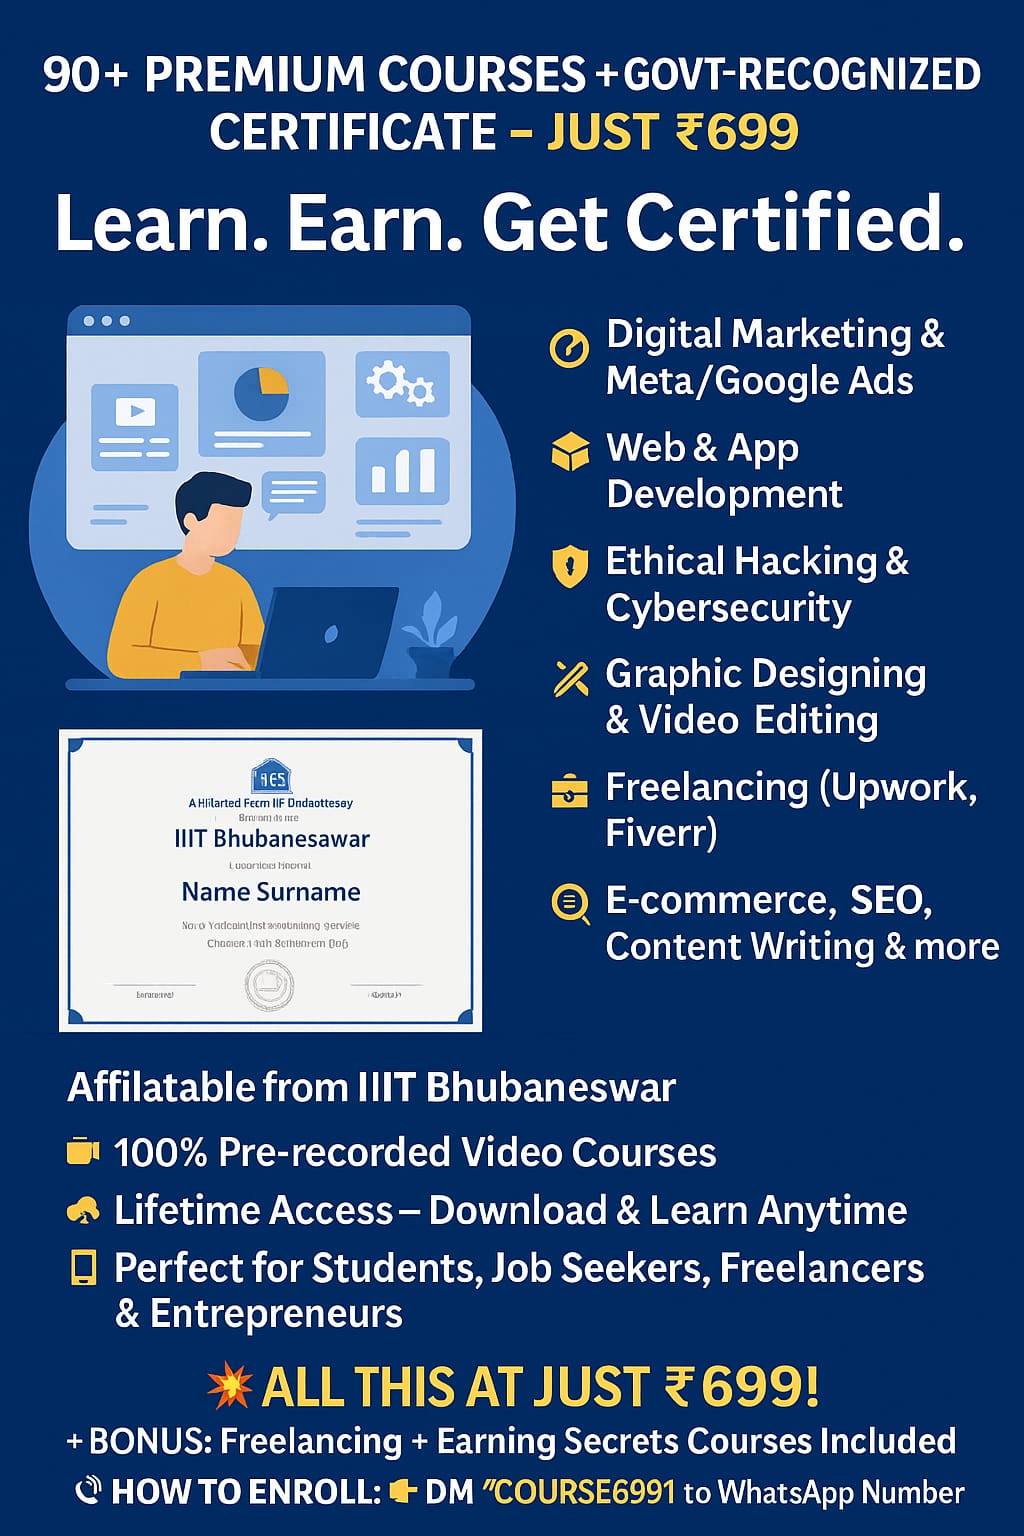 90+ PREMIUM COURSES + GOVT-RECOGNIZED
CERTIFICATE – JUST ₹699
Learn. Earn. Get Certified.
Digital Marketing &
Meta/Google Ads
Web & App
Development
Ethical Hacking &
Cybersecurity
Graphic Designing
& Video Editing
Freelancing (Upwork,
Fiverr)
E-commerce, SEO,
Content Writing & more
A Hlilarted Fecm IIF Dndaottesay
IIIT Bhubanesawar
Name Surname
Affilatable from IIIT Bhubaneswar
100% Pre-recorded Video Courses
Lifetime Access – Download & Learn Anytime
Perfect for Students, Job Seekers, Freelancers
& Entrepreneurs
ALL THIS AT JUST ₹699!
+ BONUS: Freelancing + Earning Secrets Courses Included
HOW TO ENROLL: DM "COURSE6991 to WhatsApp Number